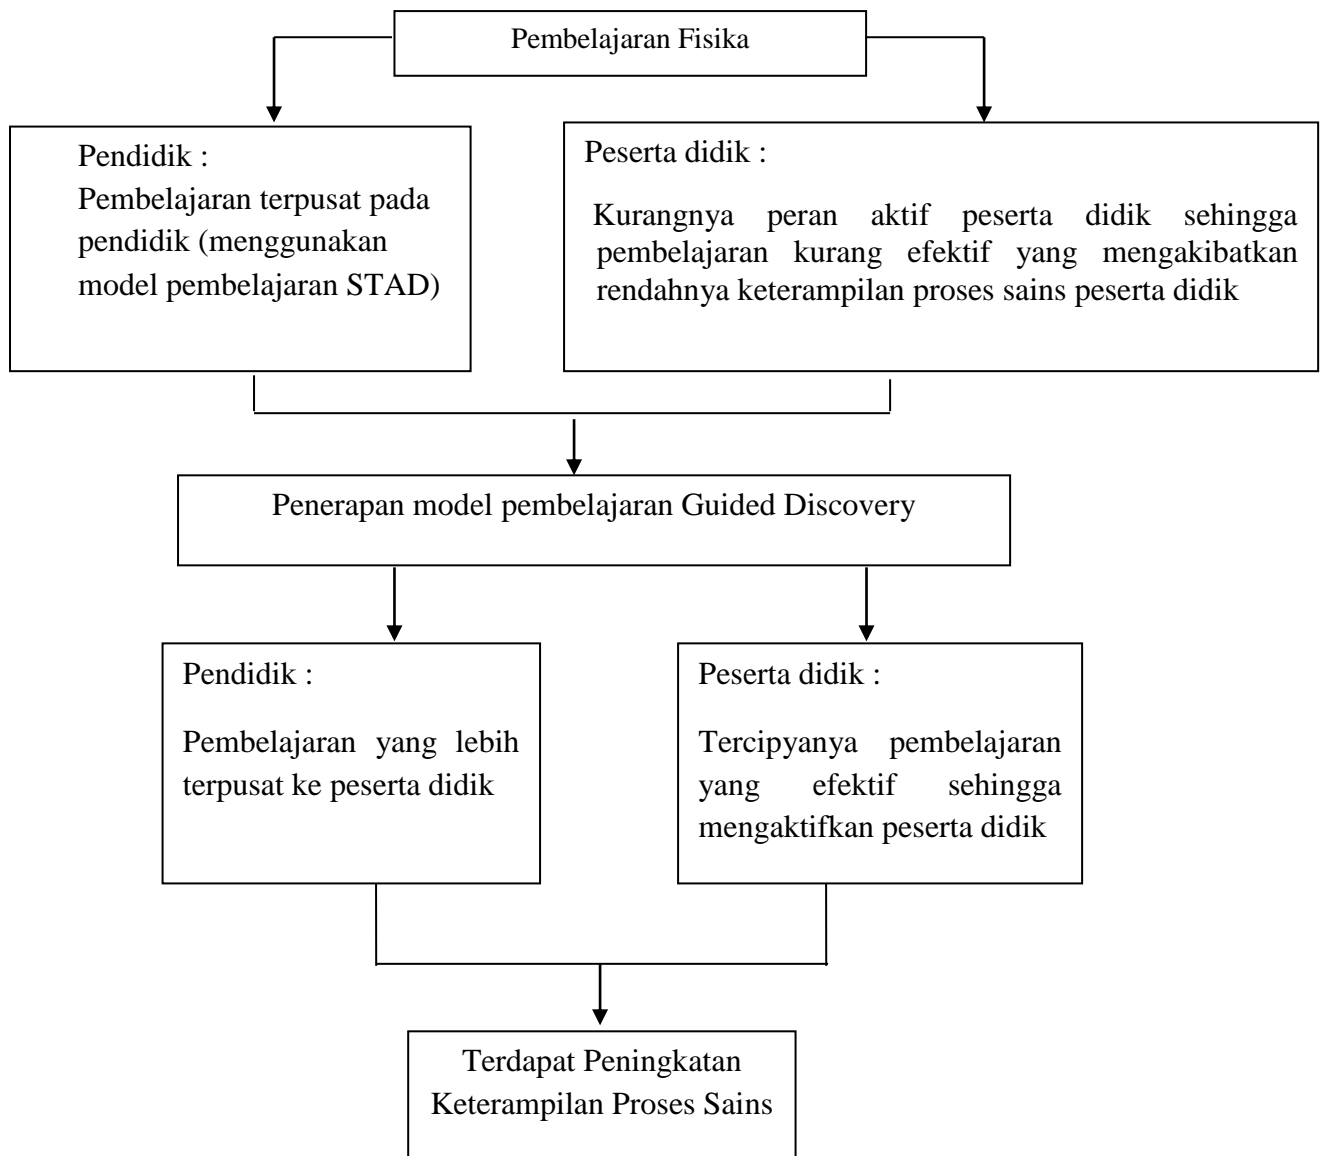 Pembelajaran Fisika
Pendidik :
Pembelajaran terpusat pada
pendidik (menggunakan
model pembelajaran STAD)
Peserta didik :
Kurangnya peran aktif peserta didik sehingga
pembelajaran kurang efektif yang mengakibatkan
rendahnya keterampilan proses sains peserta didik
Penerapan model pembelajaran Guided Discovery
Pendidik :
Pembelajaran yang lebih
terpusat ke peserta didik
Peserta didik :
Tercipyanya pembelajaran
yang efektif sehingga
mengaktifkan peserta didik
Terdapat Peningkatan
Keterampilan Proses Sains